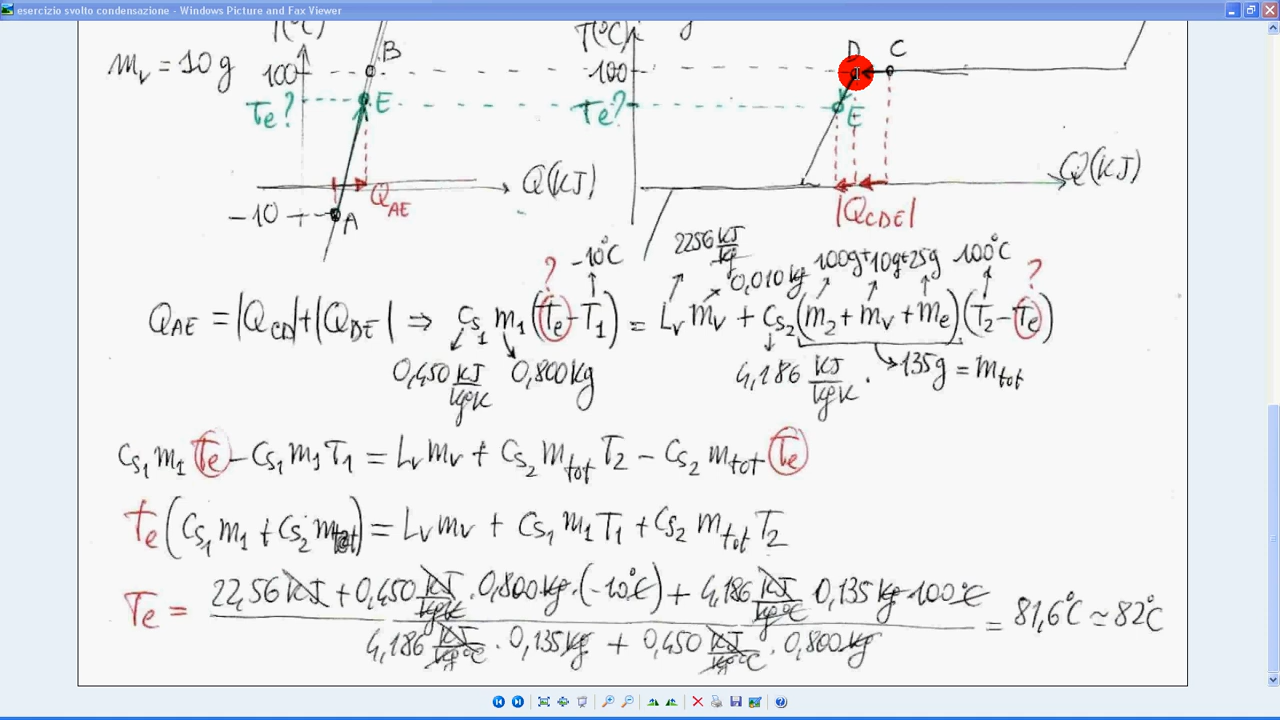 esercizio svolto condensazione - Windows Picture and Fax Viewer
T(°C) T(°C) g
mv = 10 g 100 B 100 D C
Te? E Te? E
Q(KJ) Q(KJ)
QAE |QCDE|
-10 A
-10°C 2256 KJ/kg 0,010 kg 100g+10g+25g 100°C
? ?
QAE = |QCD|+|QDE| ⇒ Cs1 m1 (Te-T1) = Lv mv + Cs2 (m2+mv+me)(T2-Te)
0,450 KJ/kg°K 0,800 kg 4,186 KJ/kg°K . 135g = mtot
Cs1 m1 Te - Cs1 m1 T1 = Lv mv + Cs2 mtot T2 - Cs2 mtot Te
Te (Cs1 m1 + Cs2 mtot) = Lv mv + Cs1 m1 T1 + Cs2 mtot T2
Te = 22,56 KJ + 0,450 KJ/kg°K · 0,800 kg · (-10°C) + 4,186 KJ/kg°C 0,135 kg 100°C = 81,6°C ≃ 82°C
4,186 KJ/kg°C · 0,135 kg + 0,450 KJ/kg°C · 0,800 kg